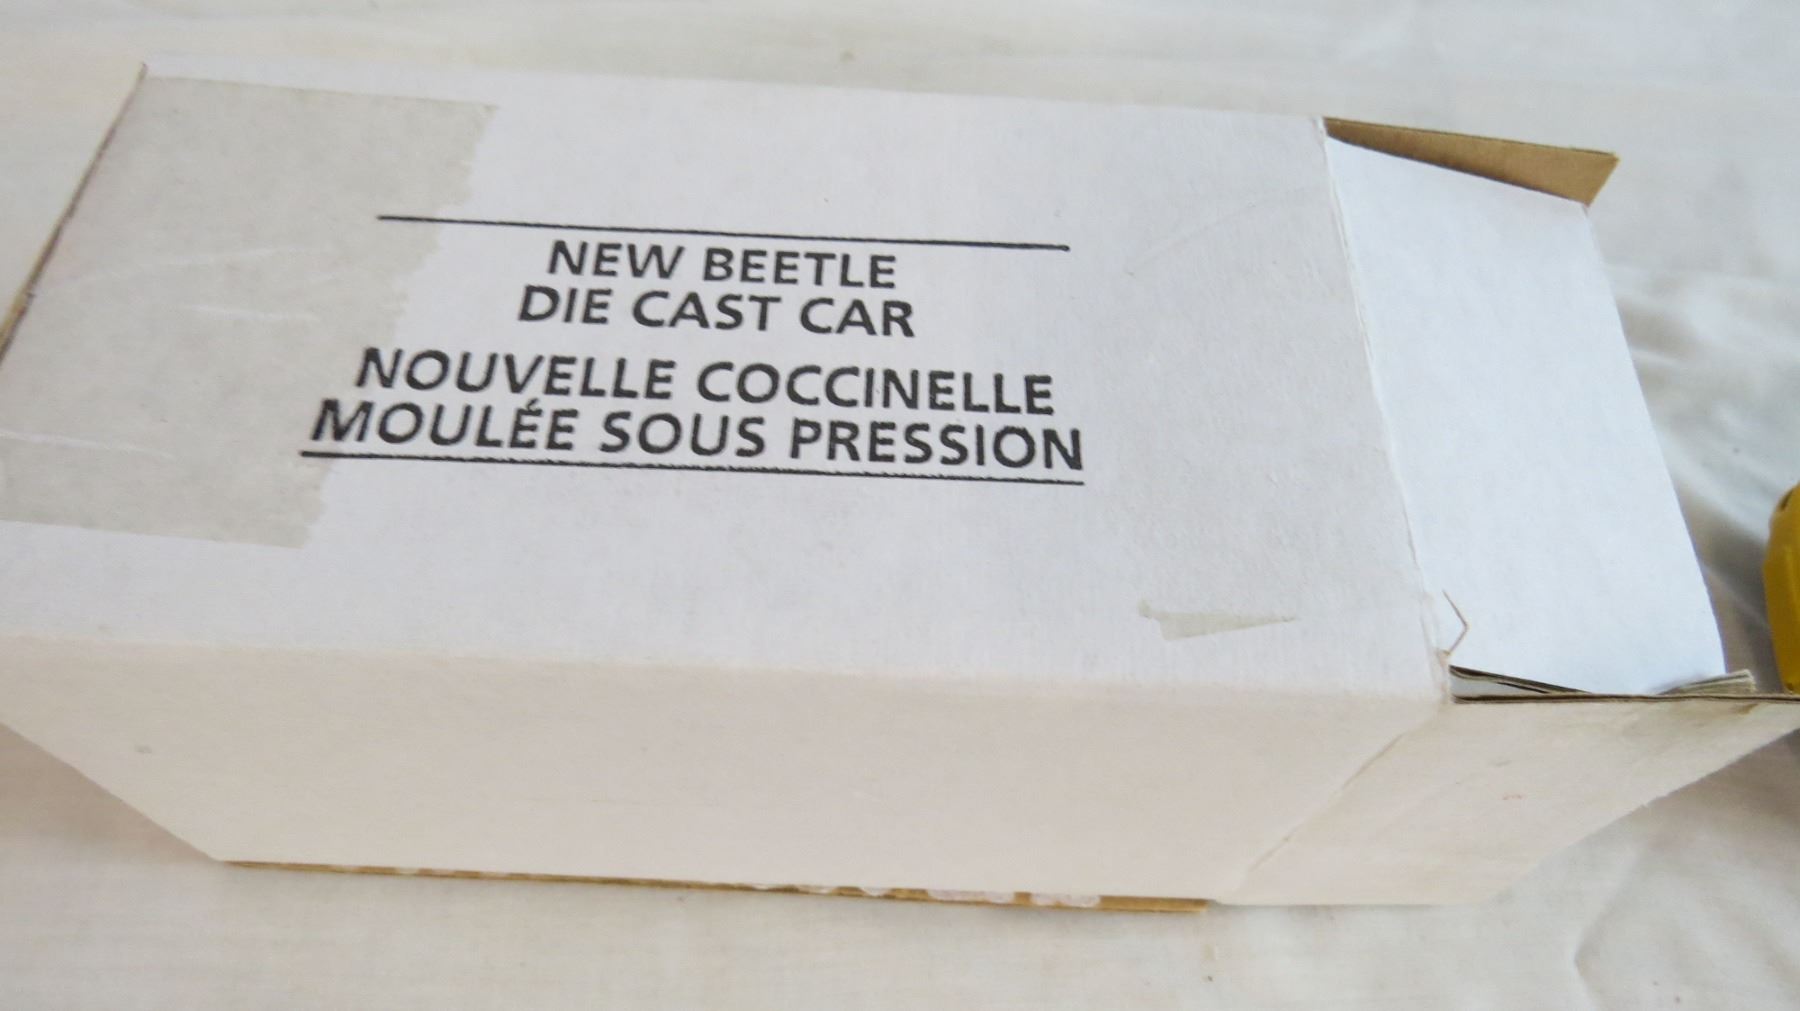 NEW BEETLE
DIE CAST CAR
NOUVELLE COCCINELLE
MOULÉE SOUS PRESSION